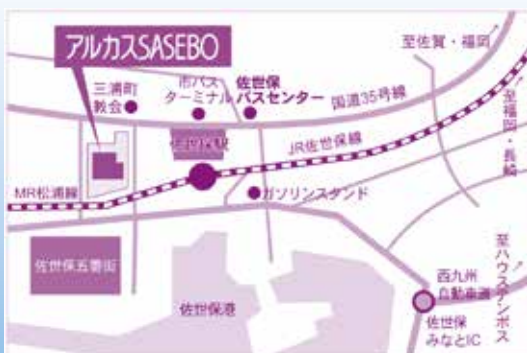 アルカスSASEBO
至佐賀・福岡
三浦町
教会
市バス
ターミナル
佐世保
バスセンター
国道35号線
至福岡・長崎
佐世保駅
JR佐世保線
MR松浦線
ガソリンスタンド
佐世保五番街
佐世保港
西九州
自動車道
至ハウステンボス
佐世保
みなとIC